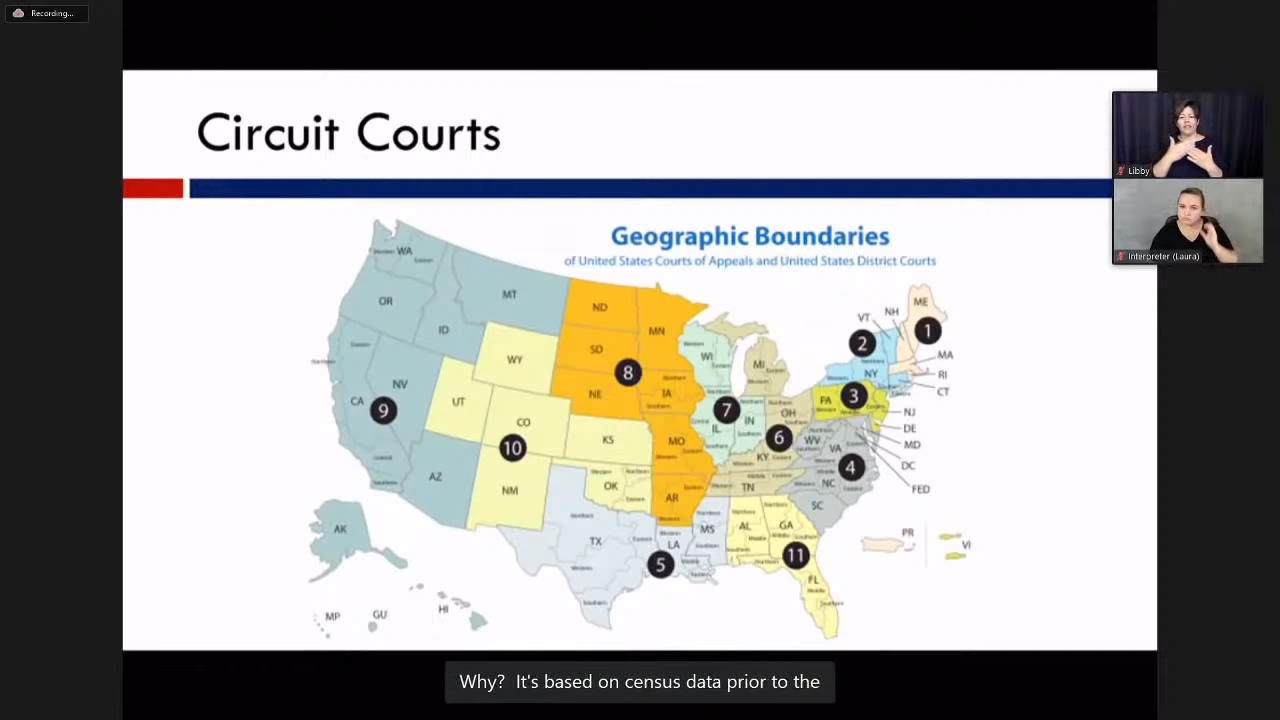 Recording...
Circuit Courts
Geographic Boundaries
of United States Courts of Appeals and United States District Courts
Libby
Interpreter (Laura)
WA
OR
ID
MT
NV
CA
9
AZ
AK
HI
GU
MP
WY
UT
CO
10
KS
NM
OK
ND
SD
8
NE
MN
IA
MO
AR
TX
LA
MS
5
WI
7
IL
IN
MI
OH
6
KY
TN
AL
GA
11
FL
WV
VA
4
NC
SC
PA
3
NY
2
VT
NH
ME
1
MA
RI
CT
NJ
DE
MD
DC
FED
PR
VI
Why? It's based on census data prior to the